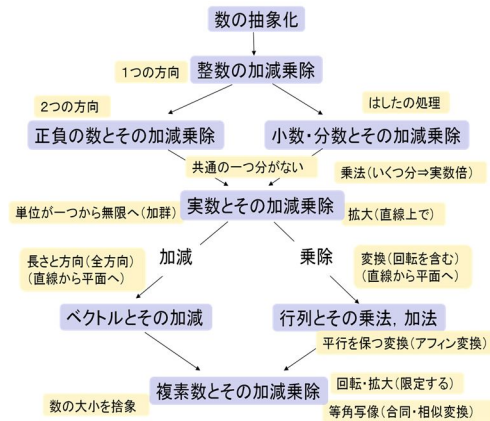 数の抽象化
1つの方向
整数の加減乗除
2つの方向
はしたの処理
正負の数とその加減乗除
小数・分数とその加減乗除
共通の一つ分がない
乗法(いくつ分⇒実数倍)
単位が一つから無限へ(加群)
実数とその加減乗除
拡大(直線上で)
長さと方向(全方向)
(直線から平面へ)
加減
乗除
変換(回転を含む)
(直線から平面へ)
ベクトルとその加減
行列とその乗法，加法
平行を保つ変換(アフィン変換)
複素数とその加減乗除
回転・拡大(限定する)
数の大小を捨象
等角写像(合同・相似変換)